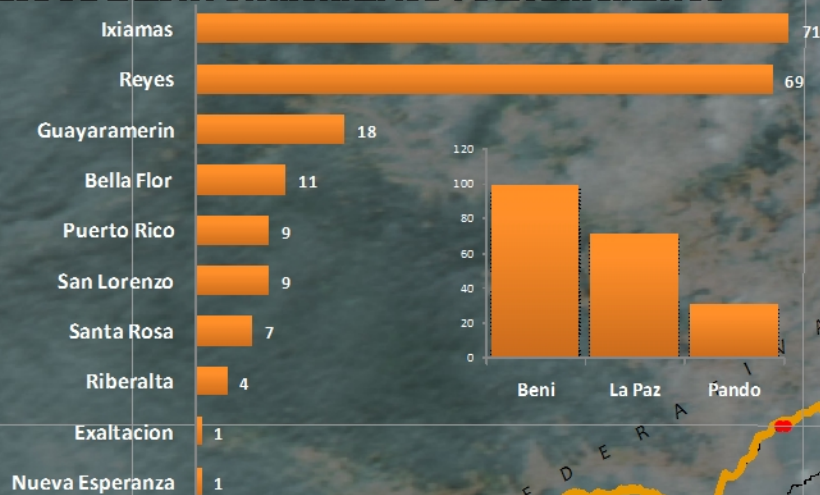 Ixiamas 71
Reyes 69
Guayaramerin 18
Bella Flor 11
Puerto Rico 9
San Lorenzo 9
Santa Rosa 7
Riberalta 4
Exaltacion 1
Nueva Esperanza 1
120
100
80
60
40
20
0
Beni La Paz Pando
E D E R A